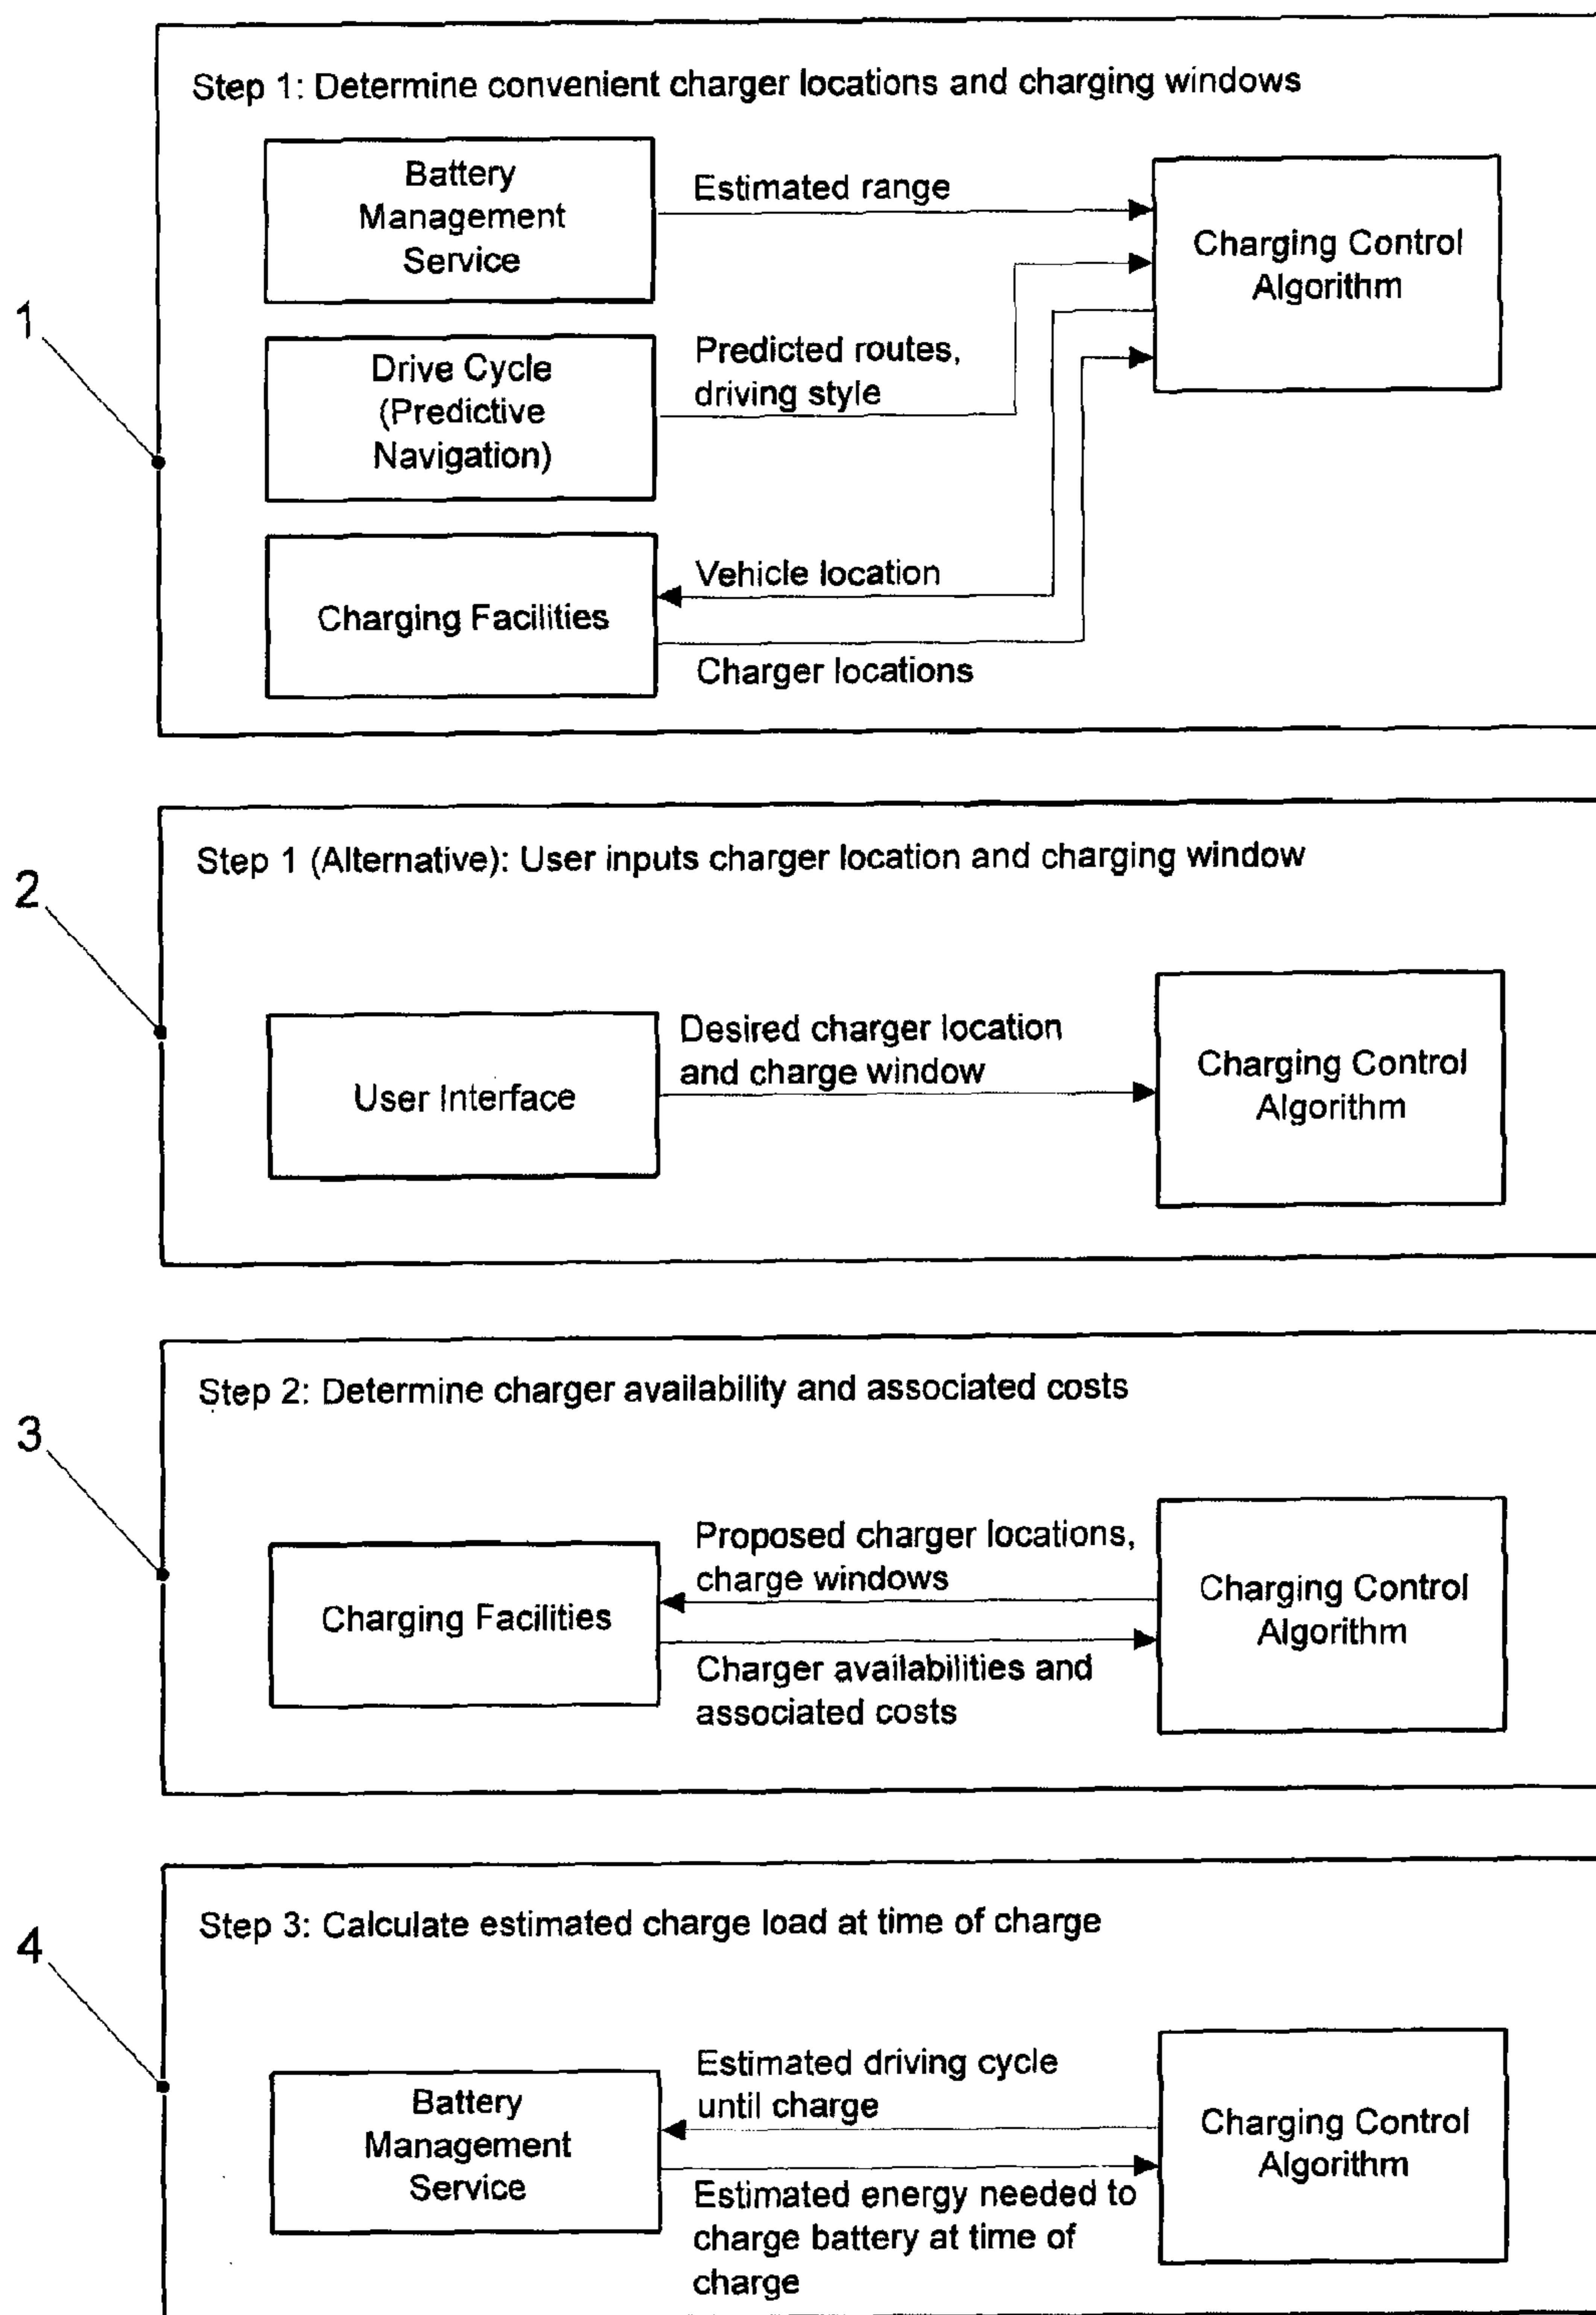 Step 1: Determine convenient charger locations and charging windows
Battery
Management
Service
Estimated range
Charging Control
Algorithm
1
Drive Cycle
(Predictive
Navigation)
Predicted routes,
driving style
Charging Facilities
Vehicle location
Charger locations
2
Step 1 (Alternative): User inputs charger location and charging window
User Interface
Desired charger location
and charge window
Charging Control
Algorithm
3
Step 2: Determine charger availability and associated costs
Charging Facilities
Proposed charger locations,
charge windows
Charger availabilities and
associated costs
Charging Control
Algorithm
4
Step 3: Calculate estimated charge load at time of charge
Battery
Management
Service
Estimated driving cycle
until charge
Estimated energy needed to
charge battery at time of
charge
Charging Control
Algorithm